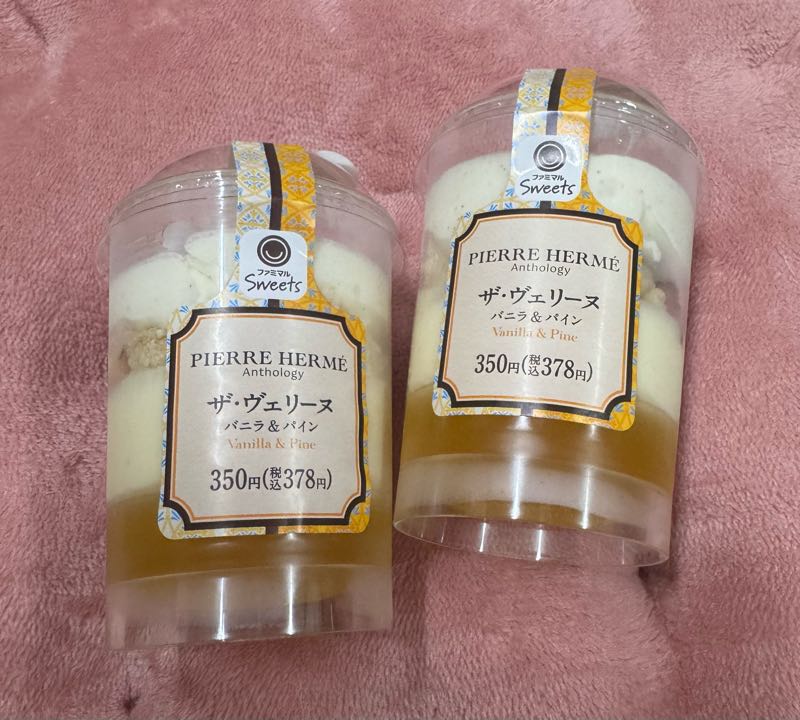 ファミマル
Sweets
PIERRE HERMÉ
Anthology
ザ・ヴェリーヌ
バニラ&パイン
Vanilla & Pine
350円(税込378円)
ファミマル
Sweets
PIERRE HERMÉ
Anthology
ザ・ヴェリーヌ
バニラ&パイン
Vanilla & Pine
350円(税込378円)